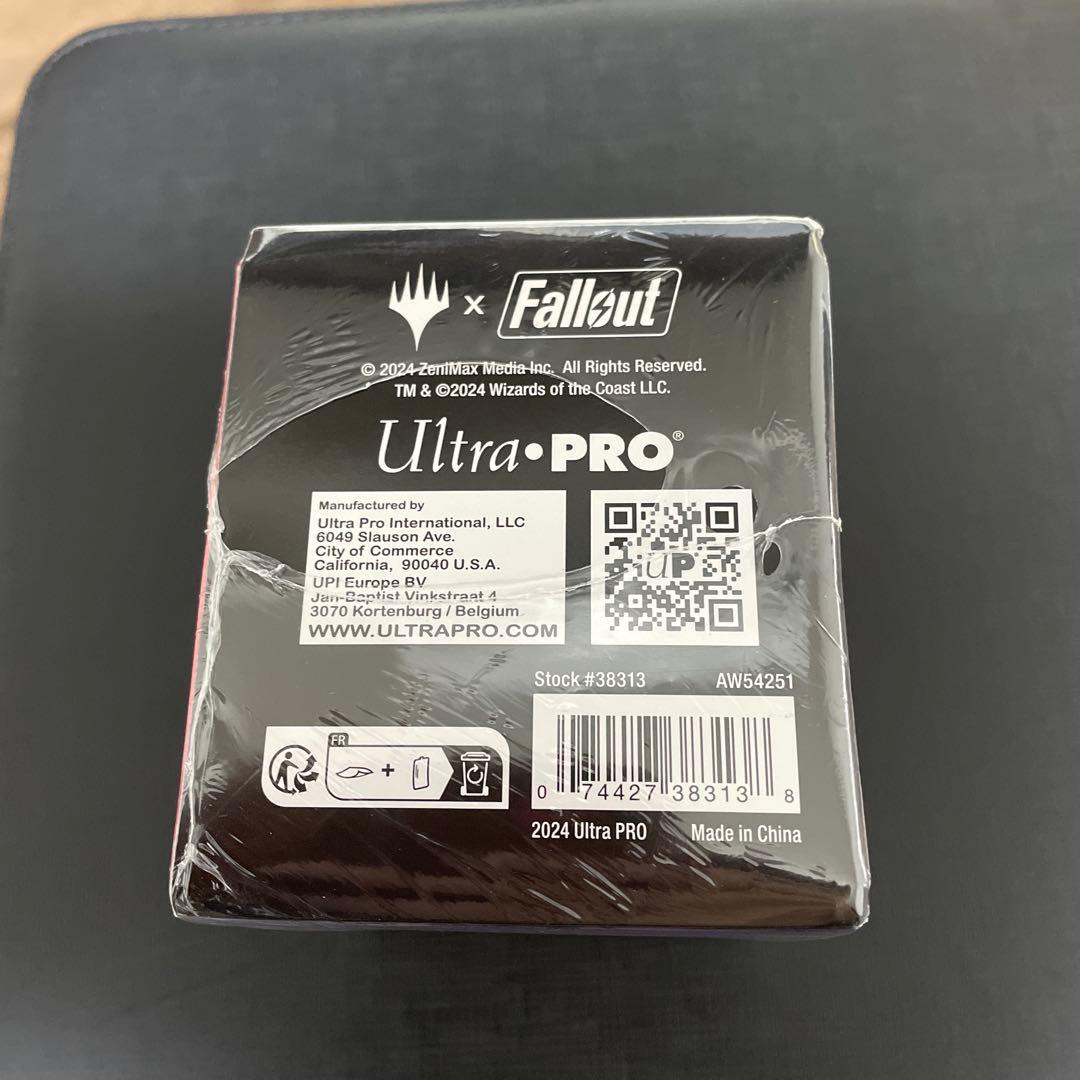 x Fallout
© 2024 ZeniMax Media Inc. All Rights Reserved.
TM & ©2024 Wizards of the Coast LLC.
Ultra•PRO®
Manufactured by
Ultra Pro International, LLC
6049 Slauson Ave.
City of Commerce
California, 90040 U.S.A.
UPI Europe BV
Jan-Baptist Vinkstraat 4
3070 Kortenburg / Belgium
WWW.ULTRAPRO.COM
UP
Stock #38313 AW54251
FR
+
0 74427 38313 8
2024 Ultra PRO Made in China